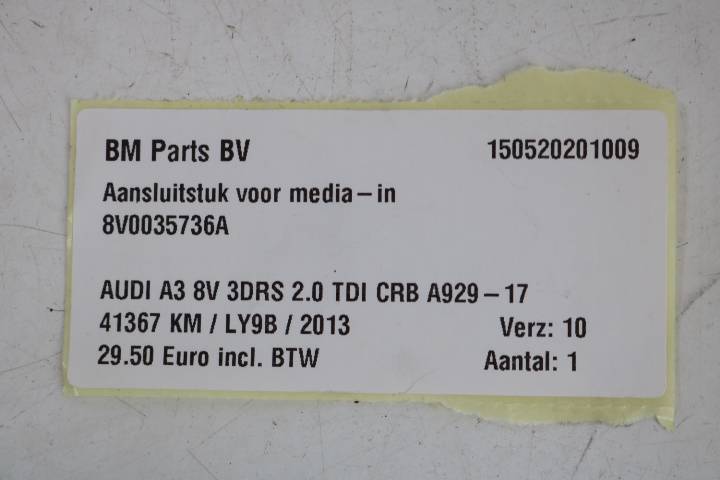 BM Parts BV 150520201009
Aansluitstuk voor media-in
8V0035736A
AUDI A3 8V 3DRS 2.0 TDI CRB A929-17
41367 KM / LY9B / 2013 Verz: 10
29.50 Euro incl. BTW Aantal: 1